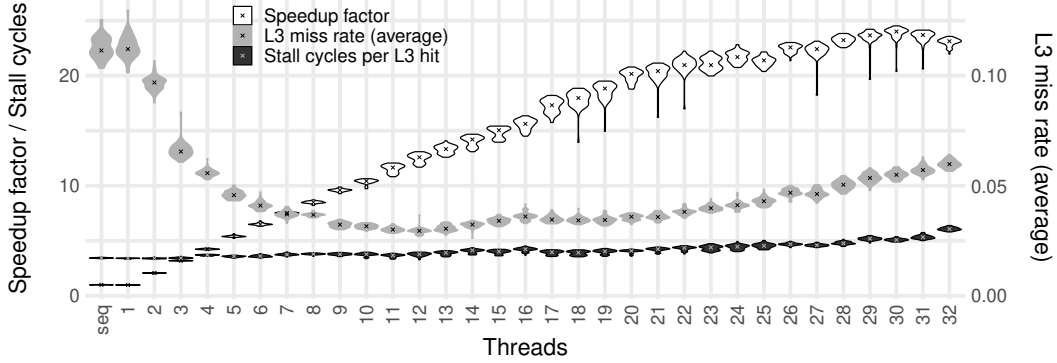 Speedup factor
L3 miss rate (average)
Stall cycles per L3 hit
Speedup factor / Stall cycles
20
10
0
0.10
0.05
0.00
L3 miss rate (average)
seq 1 2 3 4 5 6 7 8 9 10 11 12 13 14 15 16 17 18 19 20 21 22 23 24 25 26 27 28 29 30 31 32
Threads